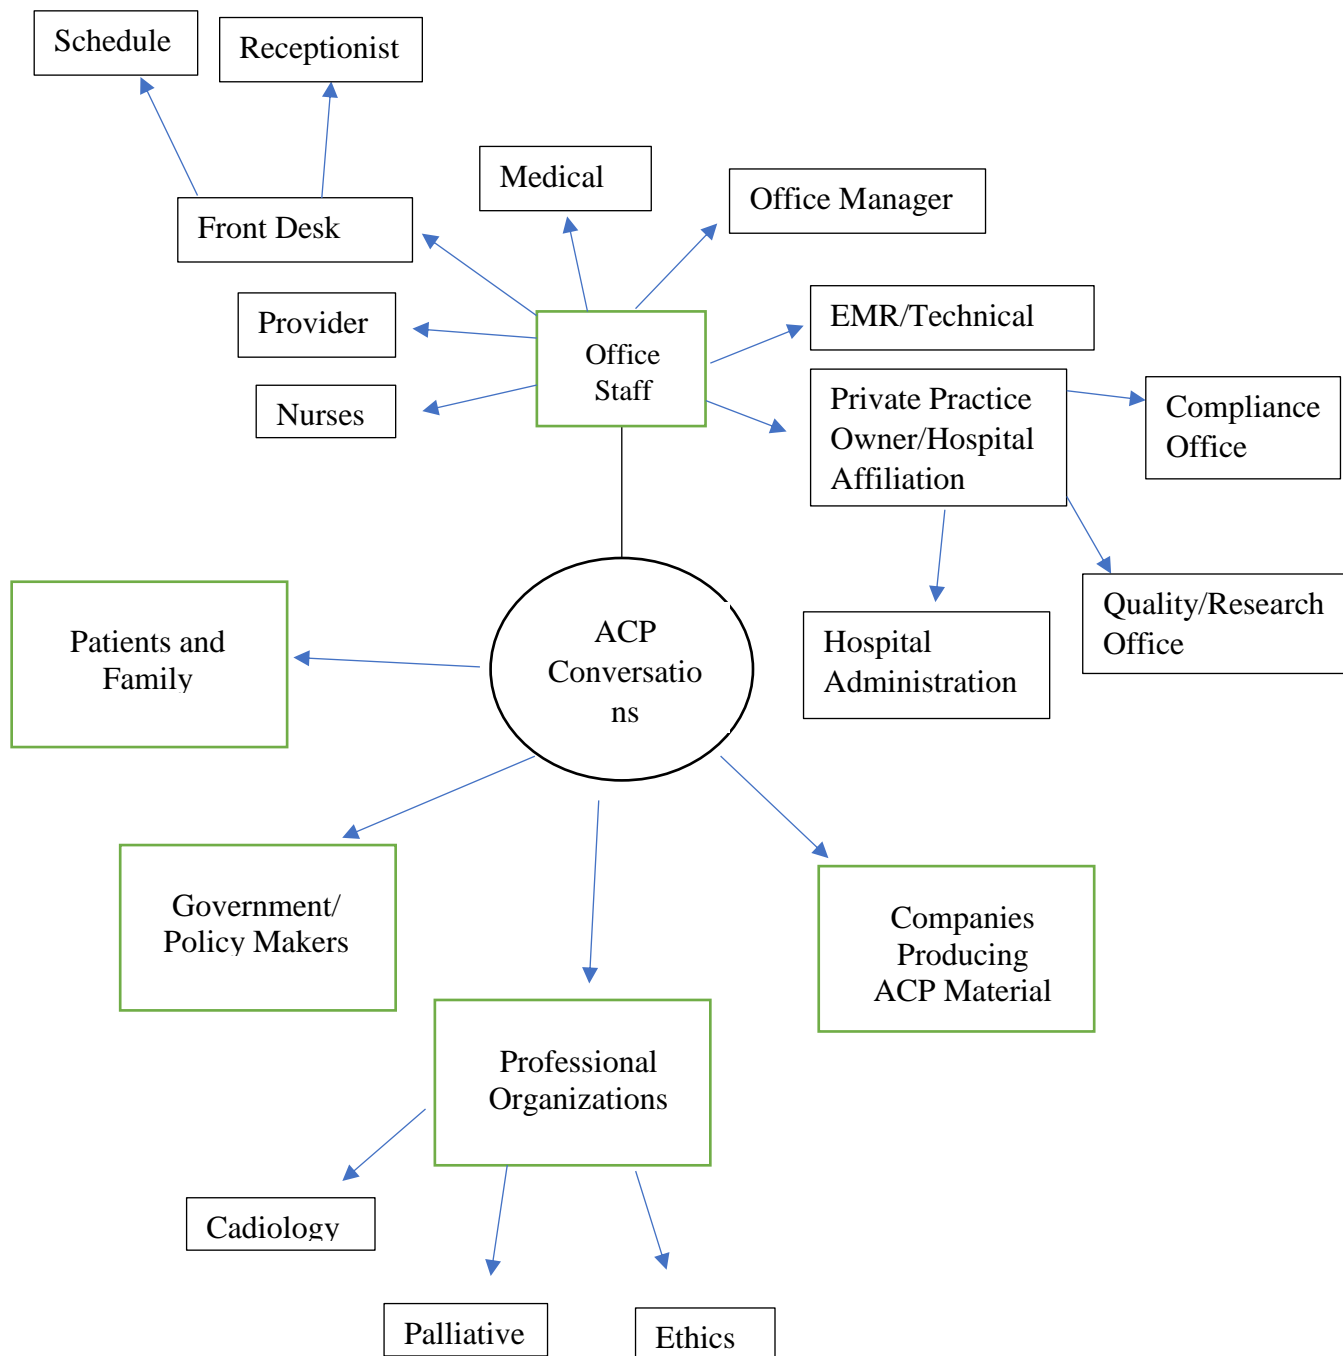 Schedule
Receptionist
Medical
Office Manager
Front Desk
Provider
EMR/Technical
Office
Staff
Nurses
Private Practice
Owner/Hospital
Affiliation
Compliance
Office
Quality/Research
Office
Hospital
Administration
ACP
Conversatio
ns
Patients and
Family
Government/
Policy Makers
Companies
Producing
ACP Material
Professional
Organizations
Cadiology
Palliative
Ethics